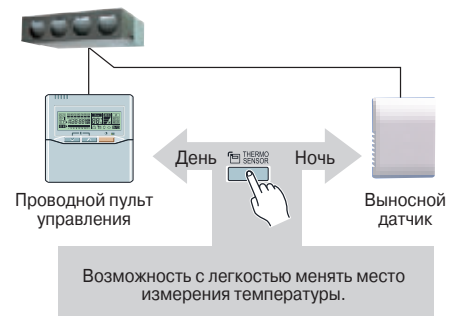 День
THERMO
SENSOR
Ночь
Проводной пульт
управления
Выносной
датчик
Возможность с легкостью менять место
измерения температуры.